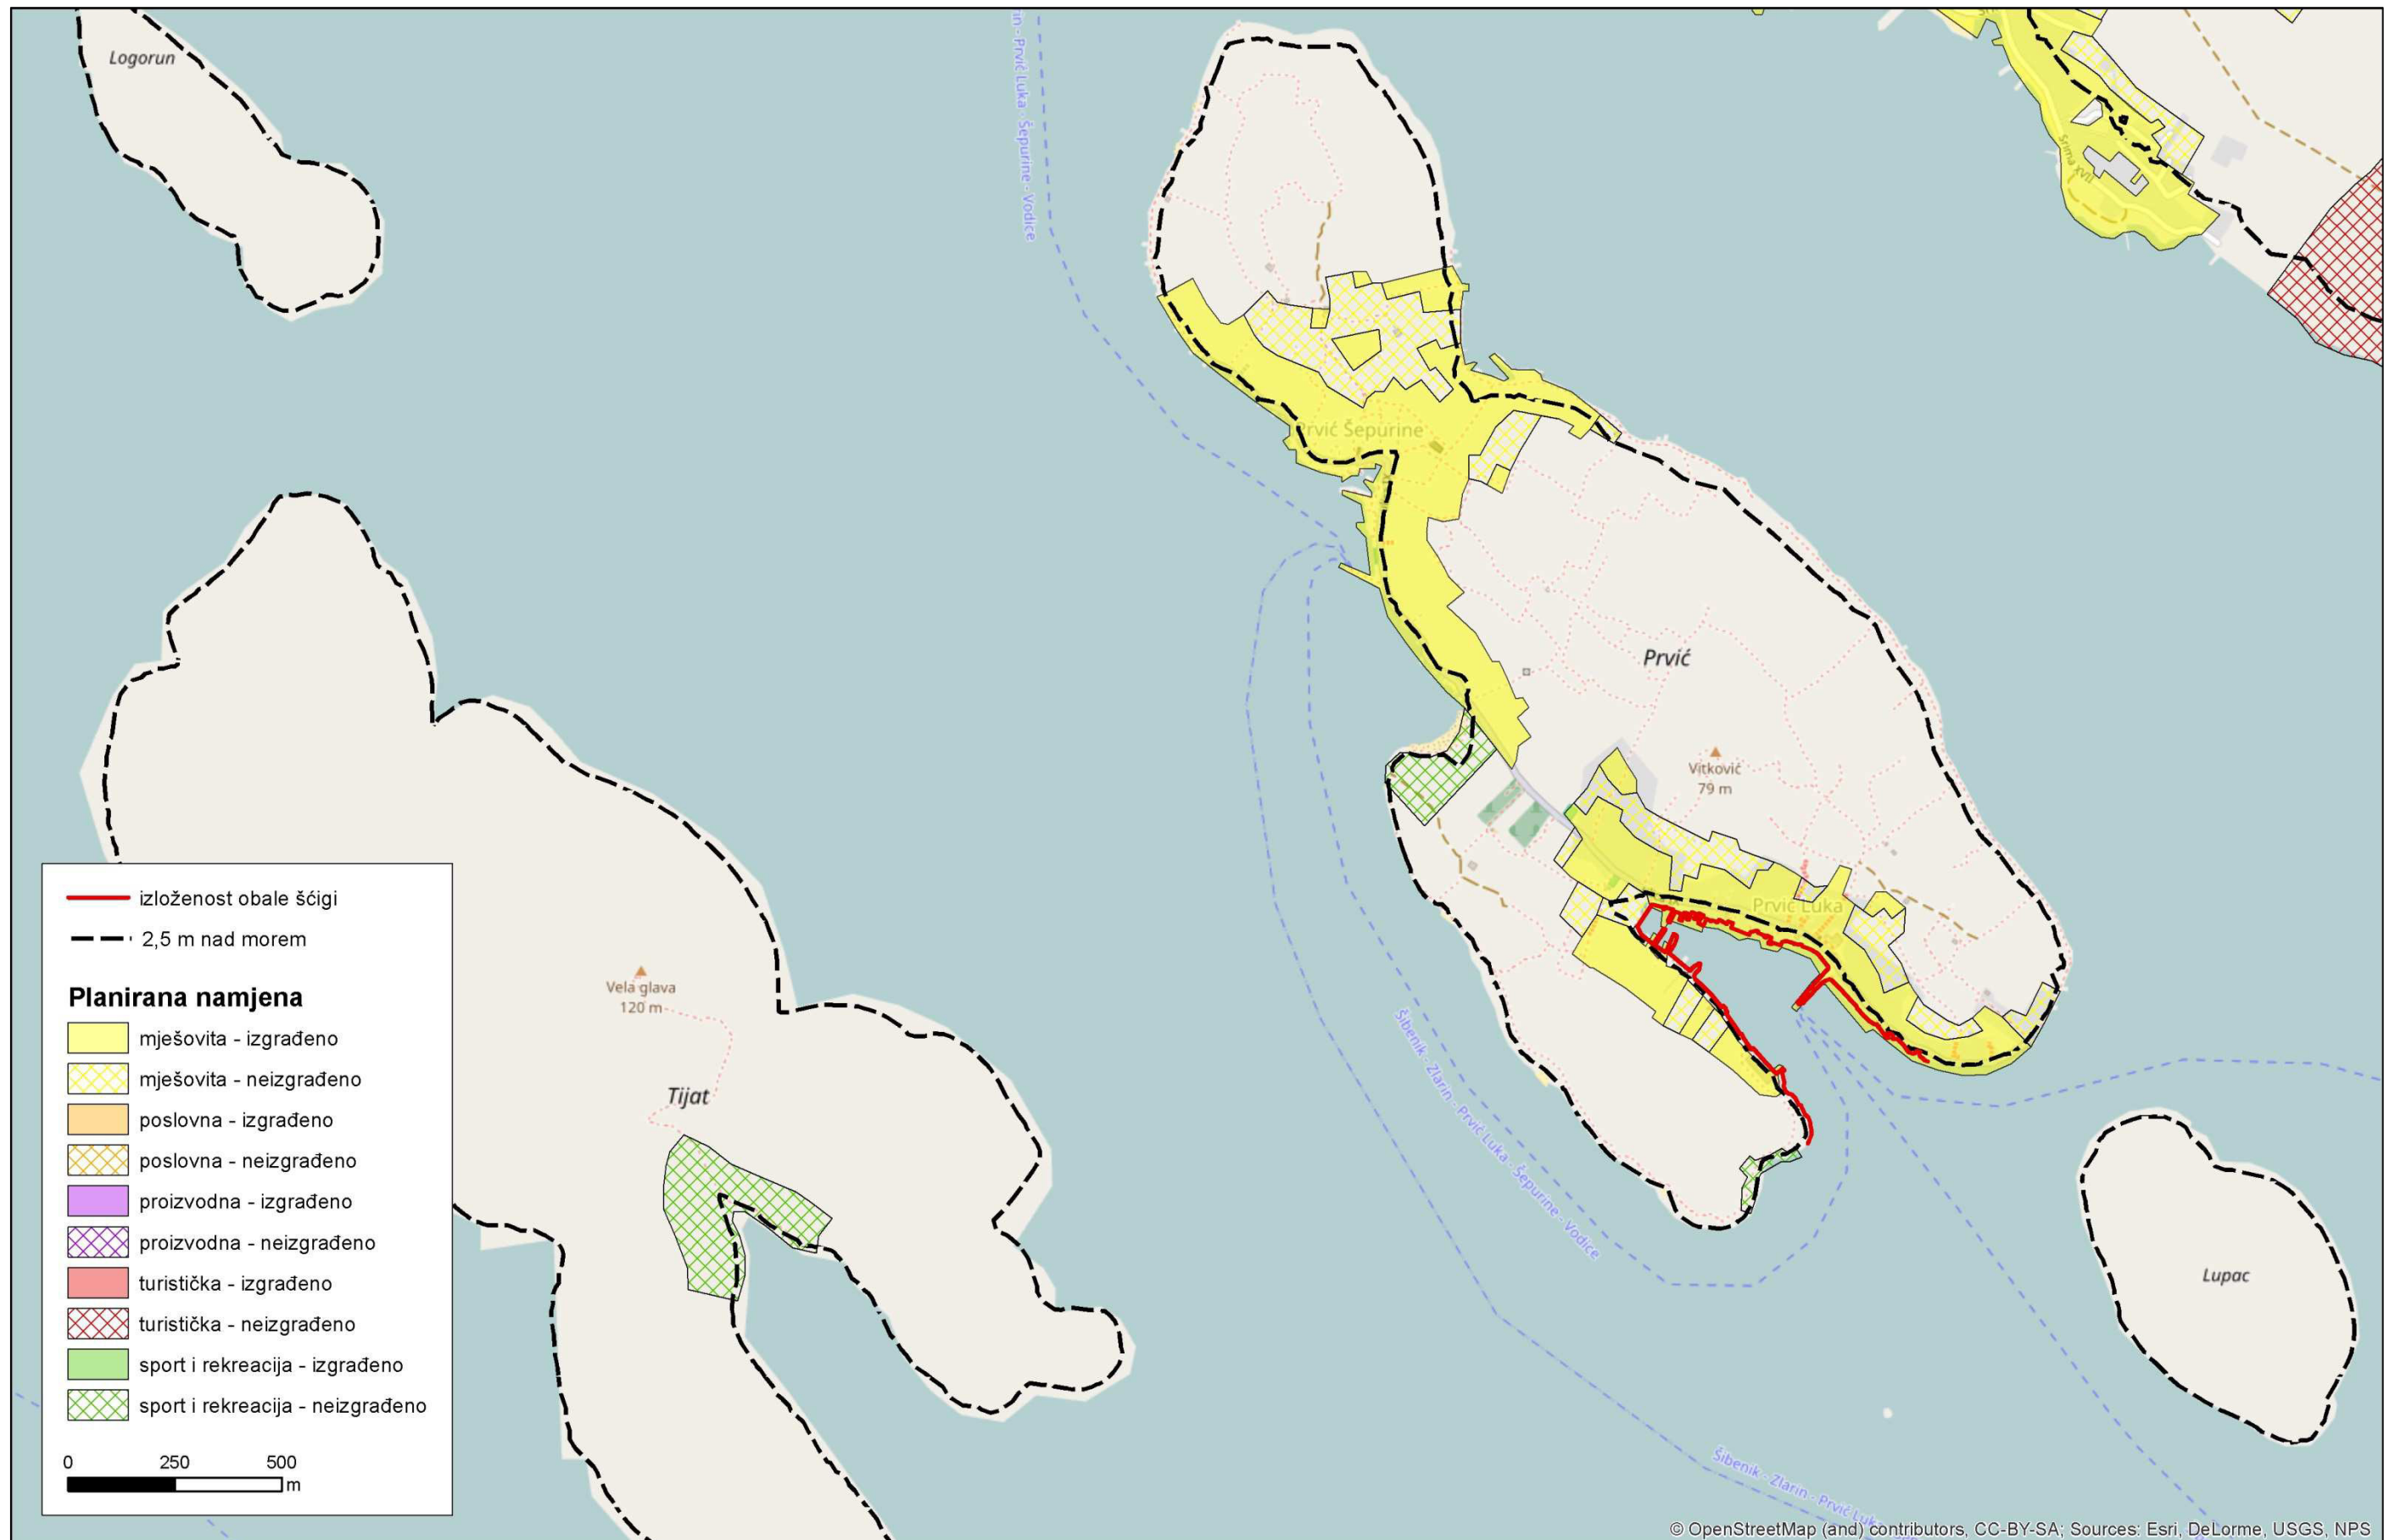 Logorun
in - Prvić Luka - Šepurine - Vodice
Srima XVII
Prvić Šepurine
Prvić
Vitković
79 m
Prvić Luka
Vela glava
120 m
Tijat
Šibenik - Zlarin - Prvić Luka - Šepurine - Vodice
Lupac
Šibenik - Zlarin - Prvić Luka
izloženost obale šćigi
2,5 m nad morem
Planirana namjena
mješovita - izgrađeno
mješovita - neizgrađeno
poslovna - izgrađeno
poslovna - neizgrađeno
proizvodna - izgrađeno
proizvodna - neizgrađeno
turistička - izgrađeno
turistička - neizgrađeno
sport i rekreacija - izgrađeno
sport i rekreacija - neizgrađeno
0 250 500
m
© OpenStreetMap (and) contributors, CC-BY-SA; Sources: Esri, DeLorme, USGS, NPS